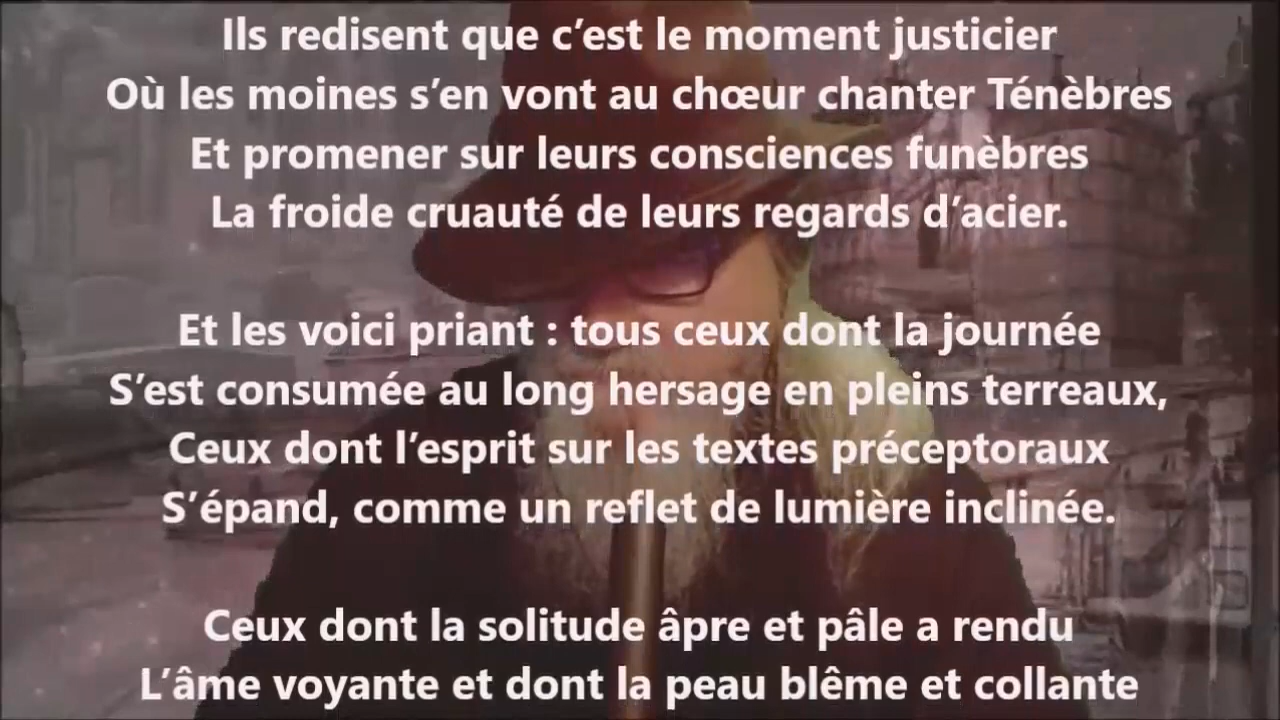 Ils redisent que c’est le moment justicier
Où les moines s’en vont au chœur chanter Ténèbres
Et promener sur leurs consciences funèbres
La froide cruauté de leurs regards d’acier.
Et les voici priant : tous ceux dont la journée
S’est consumée au long hersage en pleins terreaux,
Ceux dont l’esprit sur les textes préceptoraux
S’épand, comme un reflet de lumière inclinée.
Ceux dont la solitude âpre et pâle a rendu
L’âme voyante et dont la peau blême et collante